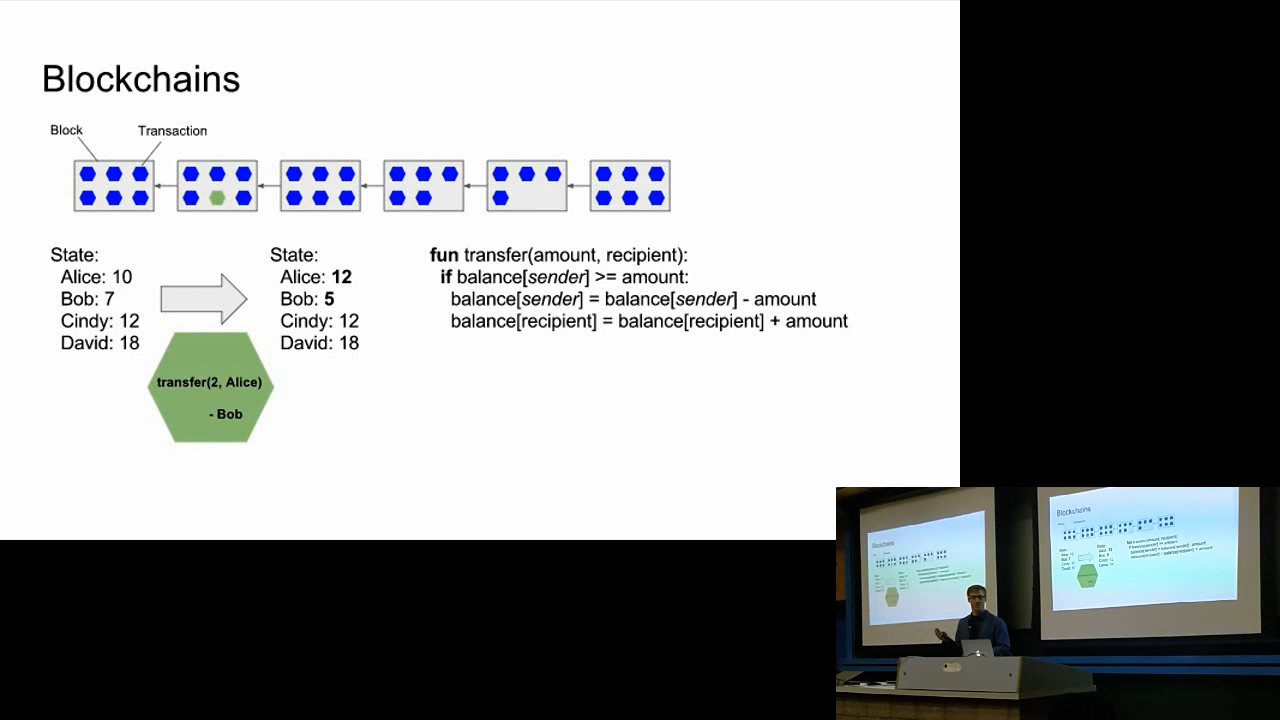 Blockchains
Block
Transaction
State:
Alice: 10
Bob: 7
Cindy: 12
David: 18
State:
Alice: 12
Bob: 5
Cindy: 12
David: 18
transfer(2, Alice)
- Bob
fun transfer(amount, recipient):
if balance[sender] >= amount:
balance[sender] = balance[sender] - amount
balance[recipient] = balance[recipient] + amount
Blockchains
Blockchains